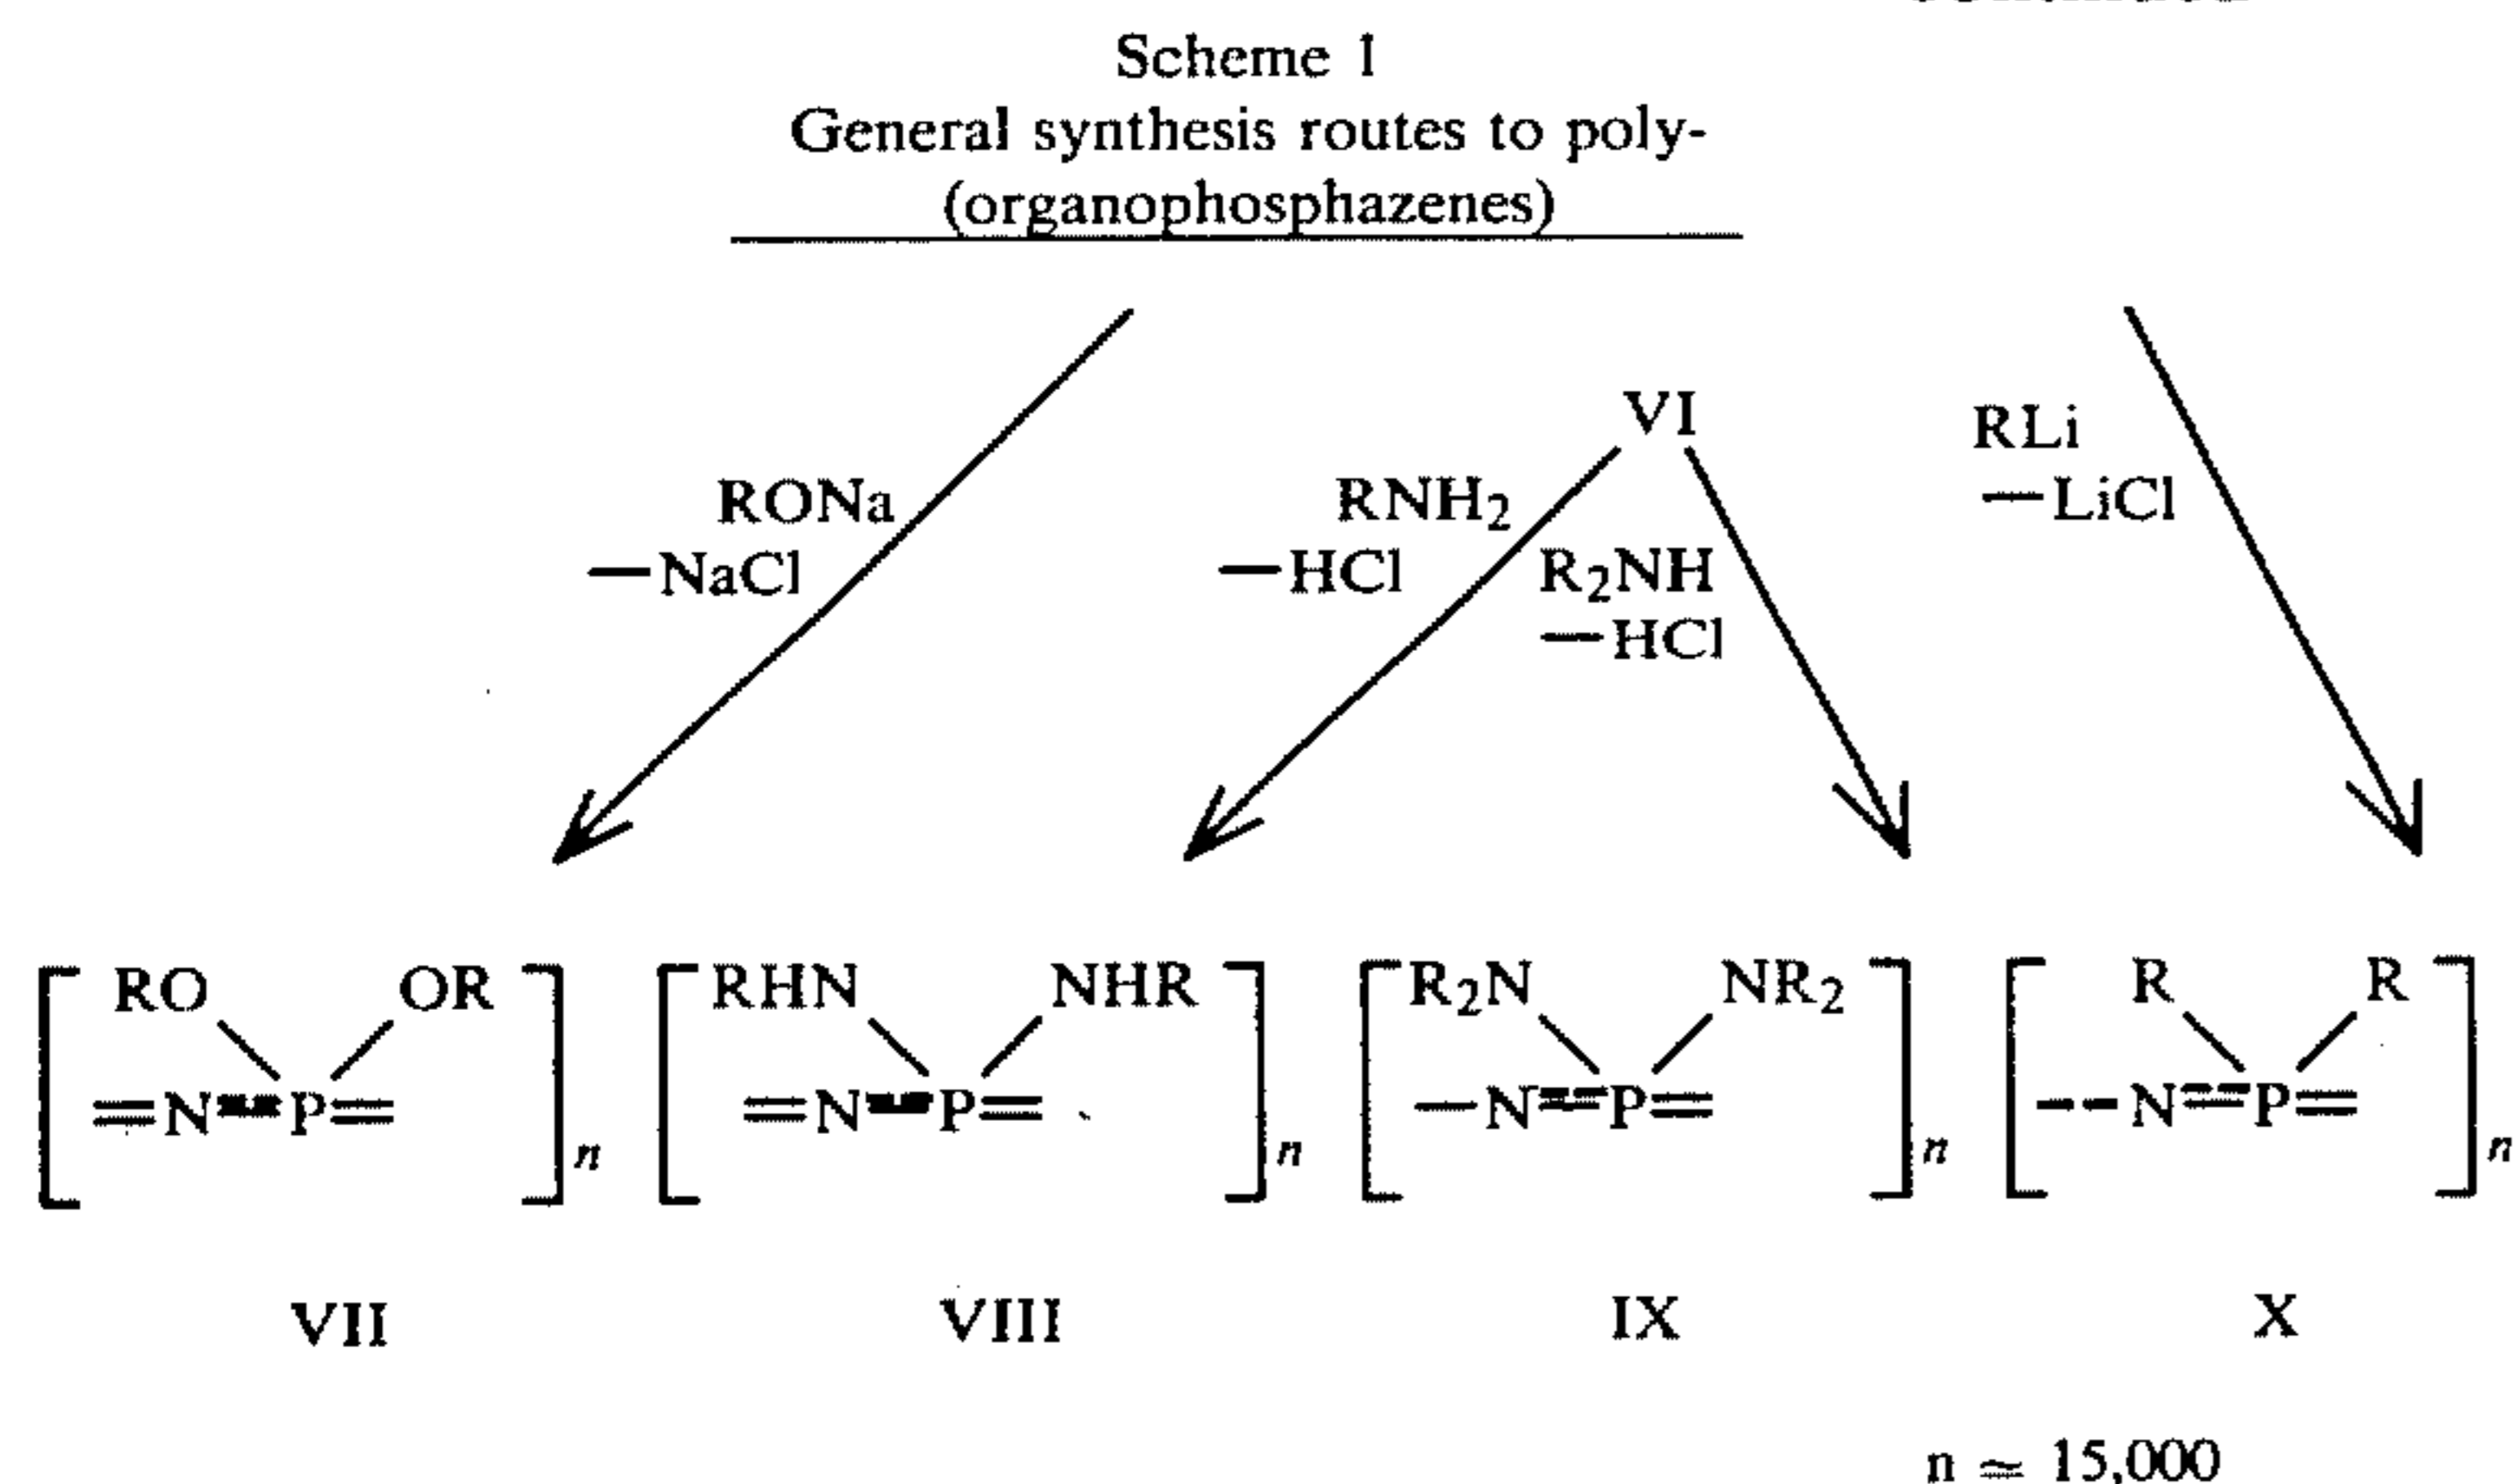 Scheme 1
General synthesis routes to poly-
(organophosphazenes)
VI
RLi
—LiCl
RONa
—NaCl
RNH2
—HCl
R2NH
—HCl
RO OR
=N=P=
n
RHN NHR
=N=P=
n
R2N NR2
—N=P=
n
R R
--N=P=
n
VII VIII IX X
n ≃ 15,000